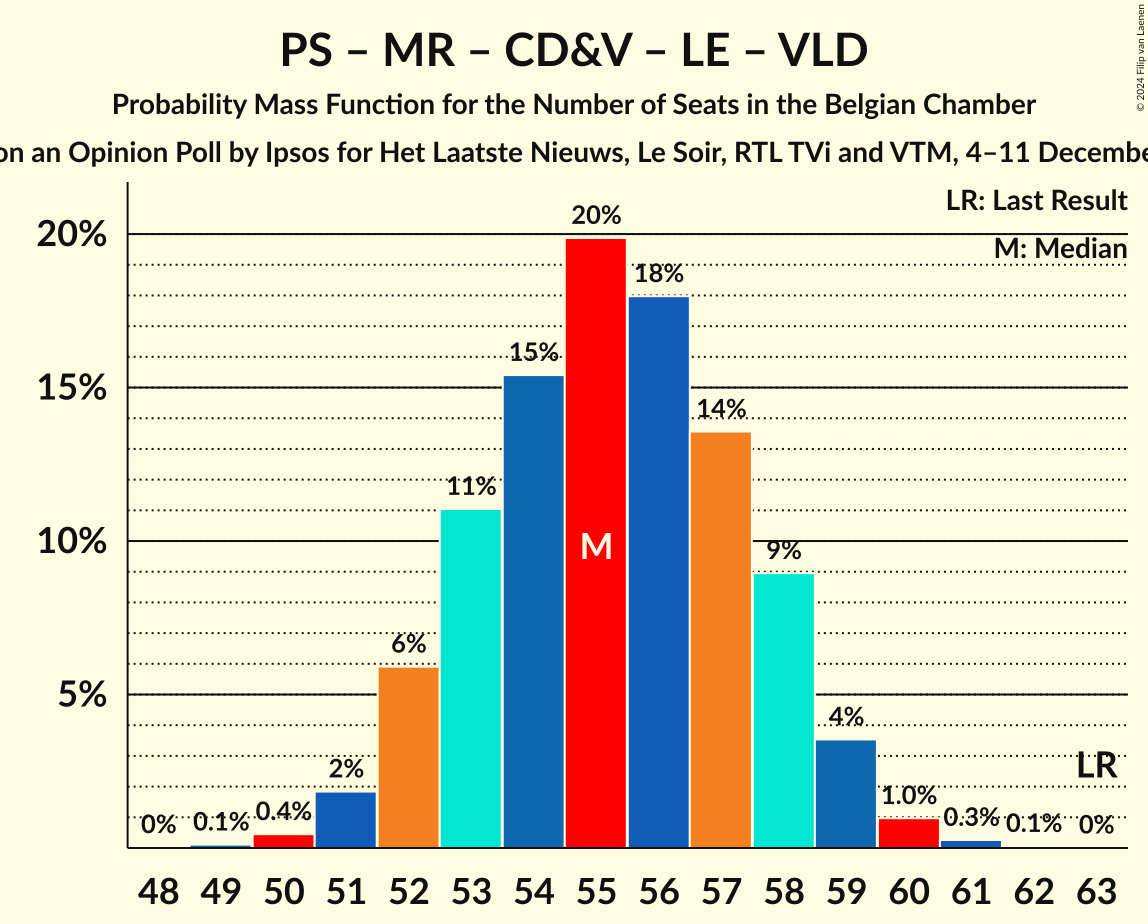 PS – MR – CD&V – LE – VLD
Probability Mass Function for the Number of Seats in the Belgian Chamber
on an Opinion Poll by Ipsos for Het Laatste Nieuws, Le Soir, RTL TVi and VTM, 4–11 Decembe
© 2024 Filip van Laenen
LR: Last Result
M: Median
20%
15%
10%
5%
0%
0.1%
0.4%
2%
6%
11%
15%
20%
18%
14%
9%
4%
1.0%
0.3%
0.1%
0%
M
LR
48 49 50 51 52 53 54 55 56 57 58 59 60 61 62 63